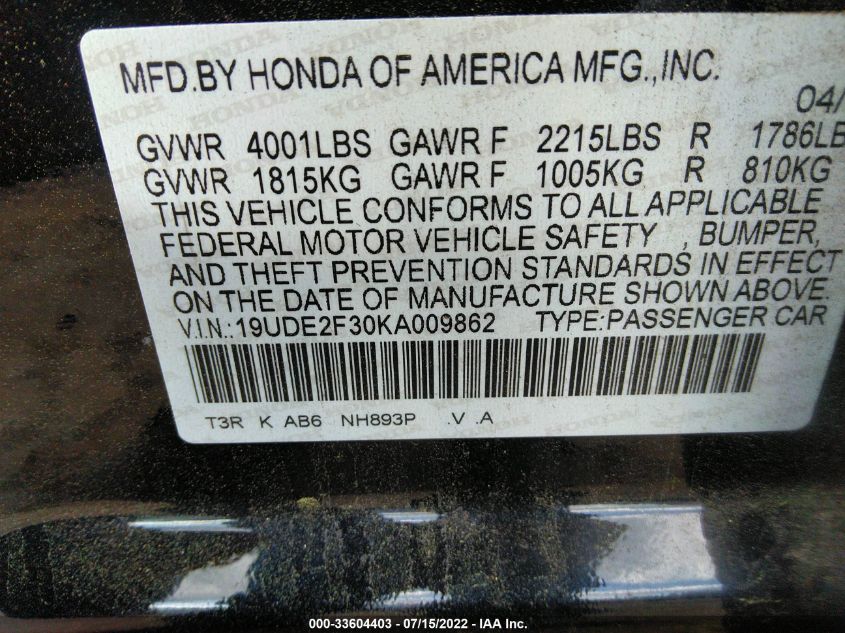 MFD.BY HONDA OF AMERICA MFG.,INC.
04/
GVWR 4001LBS GAWR F 2215LBS R 1786LB
GVWR 1815KG GAWR F 1005KG R 810KG
THIS VEHICLE CONFORMS TO ALL APPLICABLE
FEDERAL MOTOR VEHICLE SAFETY , BUMPER,
AND THEFT PREVENTION STANDARDS IN EFFECT
ON THE DATE OF MANUFACTURE SHOWN ABOVE.
V.I.N.:19UDE2F30KA009862 TYPE:PASSENGER CAR
T3R K AB6 NH893P .V .A
000-33604403 - 07/15/2022 - IAA Inc.